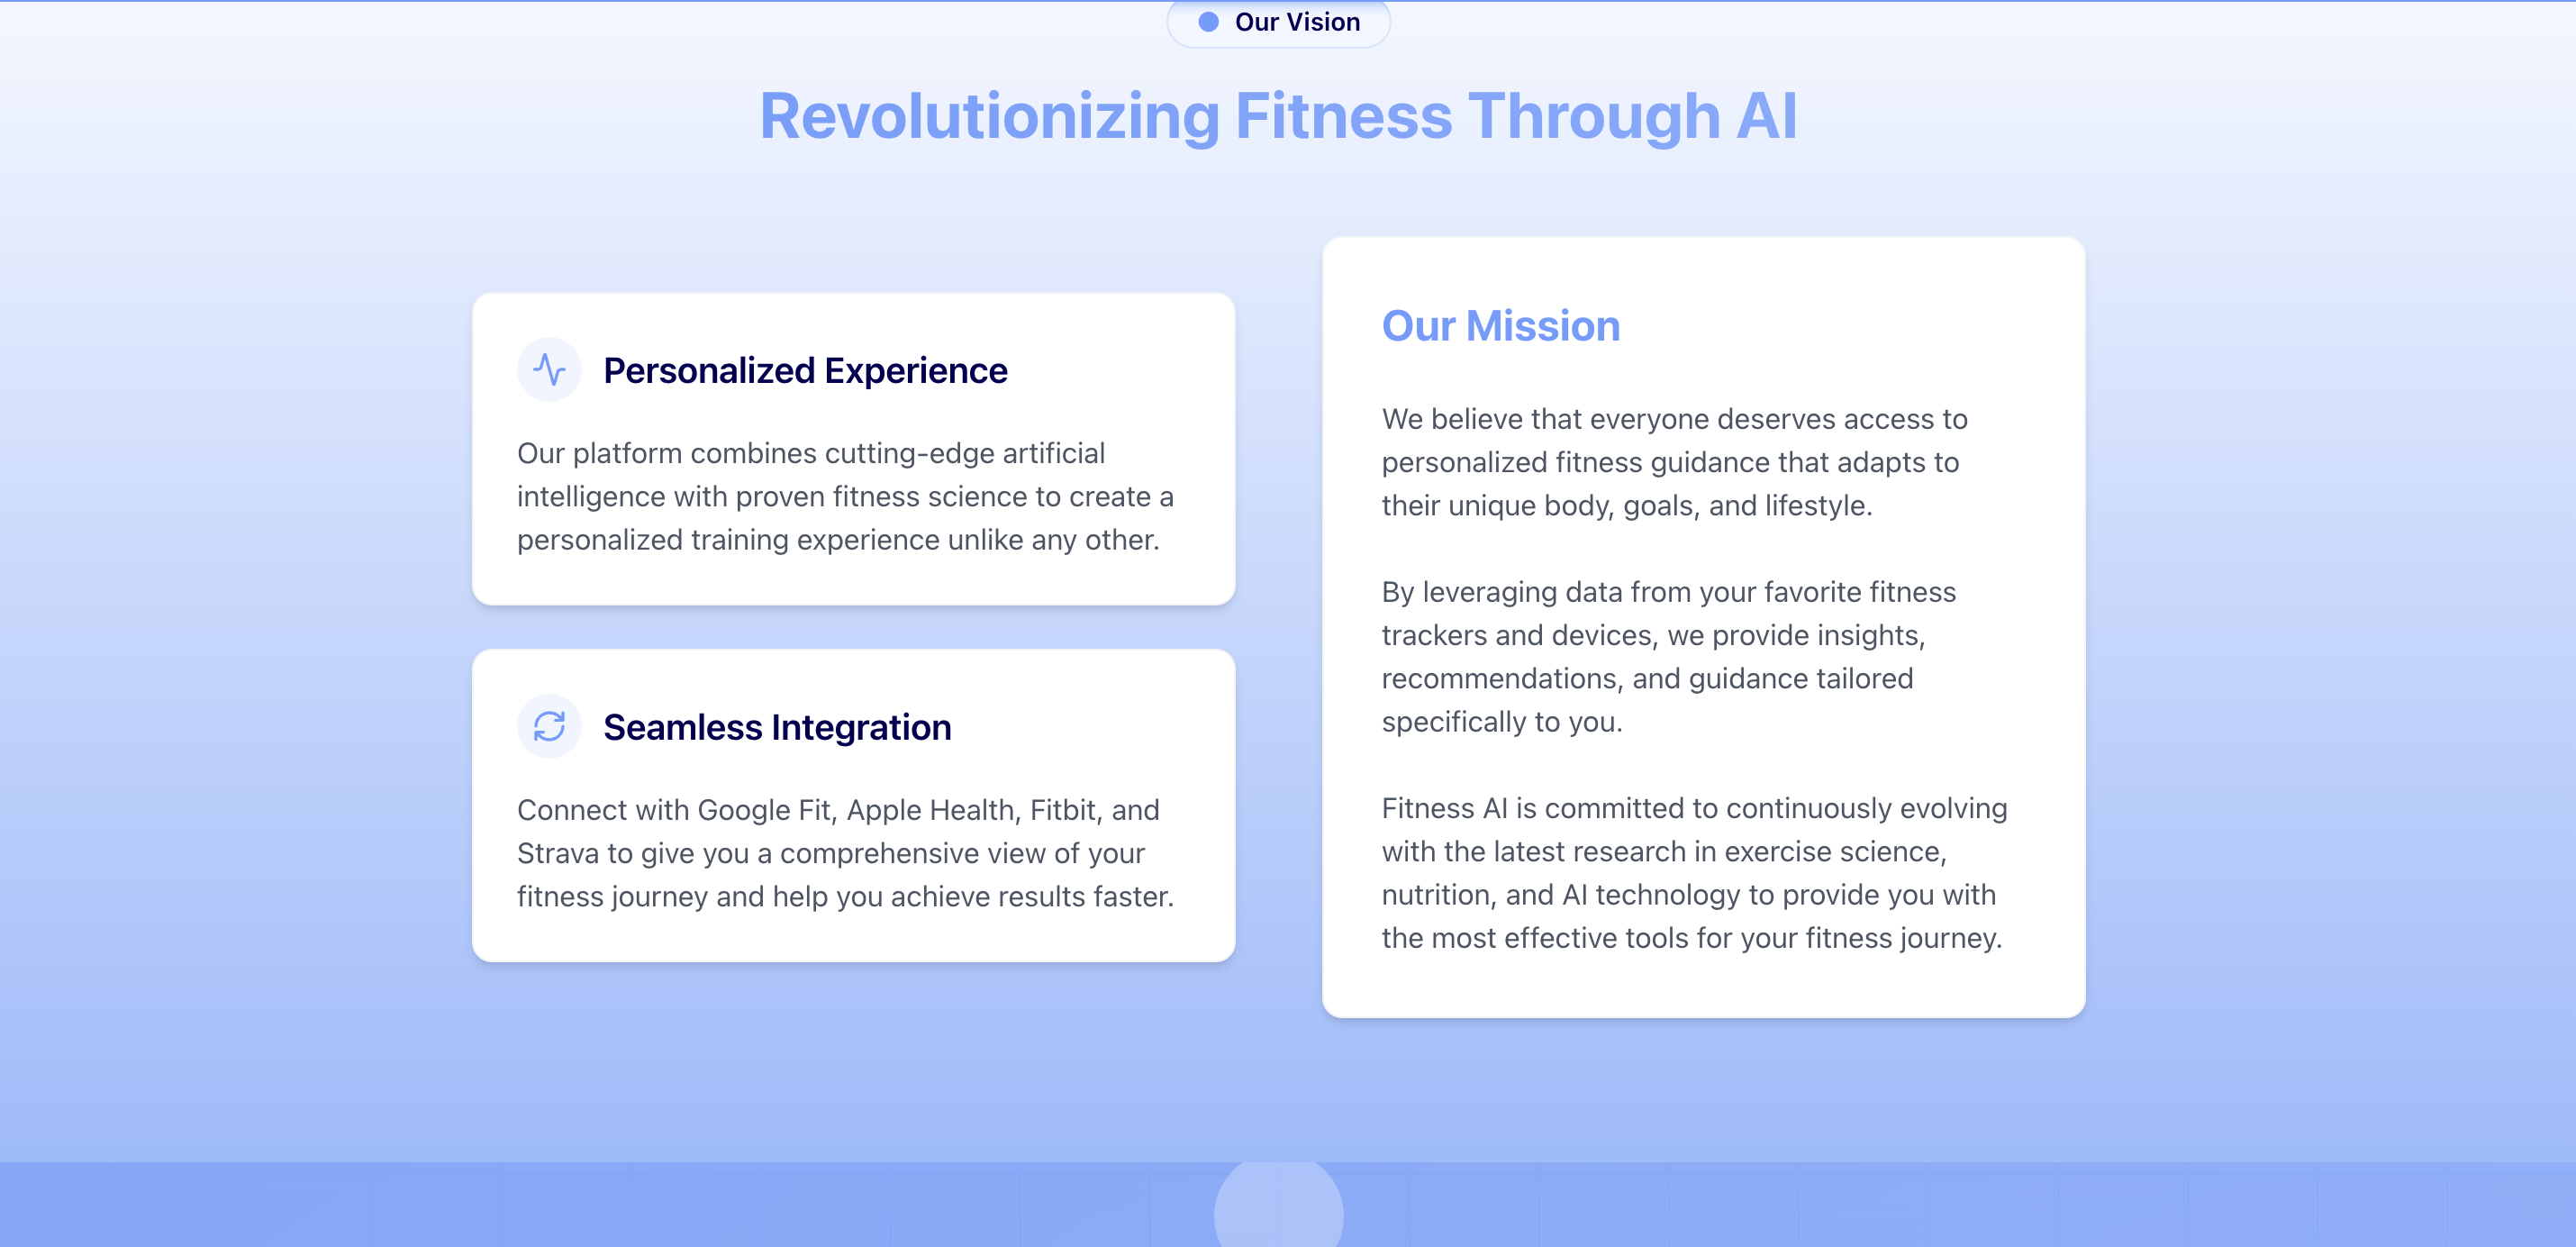 Our Vision
Revolutionizing Fitness Through AI
Personalized Experience
Our platform combines cutting-edge artificial
intelligence with proven fitness science to create a
personalized training experience unlike any other.
Seamless Integration
Connect with Google Fit, Apple Health, Fitbit, and
Strava to give you a comprehensive view of your
fitness journey and help you achieve results faster.
Our Mission
We believe that everyone deserves access to
personalized fitness guidance that adapts to
their unique body, goals, and lifestyle.
By leveraging data from your favorite fitness
trackers and devices, we provide insights,
recommendations, and guidance tailored
specifically to you.
Fitness AI is committed to continuously evolving
with the latest research in exercise science,
nutrition, and AI technology to provide you with
the most effective tools for your fitness journey.